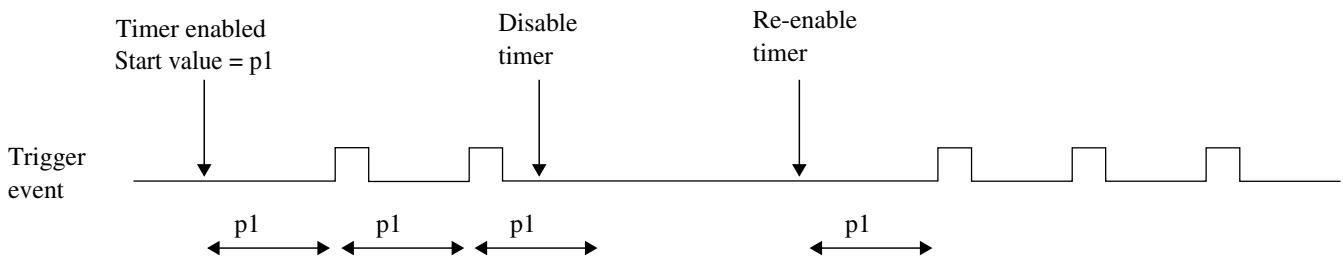 Timer enabled
Start value = p1
Disable
timer
Re-enable
timer
Trigger
event
p1
p1
p1
p1